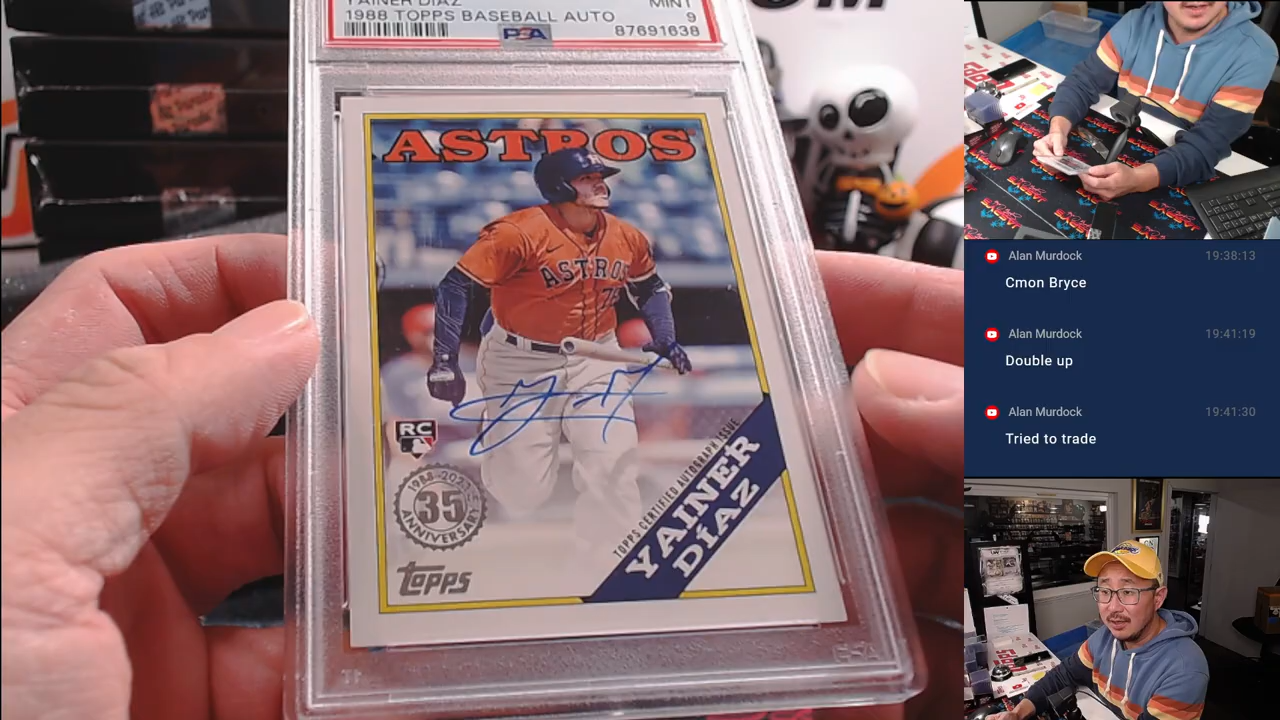 YAINER DIAZ
MINT
1988 TOPPS BASEBALL AUTO
9
PSA
87691638
ASTROS
ASTROS
RC
1988-2023
35
ANNIVERSARY
TOPPS CERTIFIED AUTOGRAPH ISSUE
YAINER
DÍAZ
topps
Alan Murdock
19:38:13
Cmon Bryce
Alan Murdock
19:41:19
Double up
Alan Murdock
19:41:30
Tried to trade